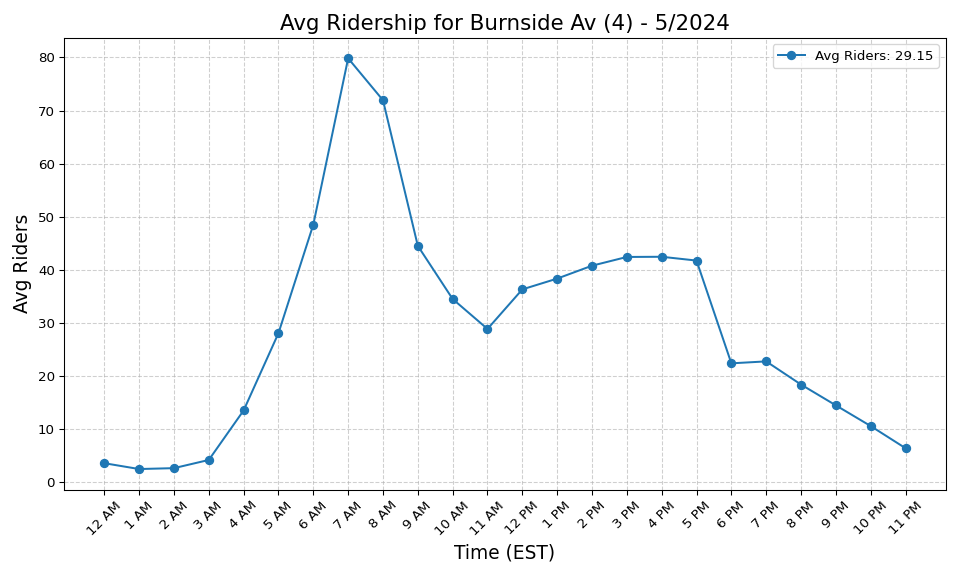 Avg Ridership for Burnside Av (4) - 5/2024
Avg Riders: 29.15
Avg Riders
80
70
60
50
40
30
20
10
0
12 AM
1 AM
2 AM
3 AM
4 AM
5 AM
6 AM
7 AM
8 AM
9 AM
10 AM
11 AM
12 PM
1 PM
2 PM
3 PM
4 PM
5 PM
6 PM
7 PM
8 PM
9 PM
10 PM
11 PM
Time (EST)